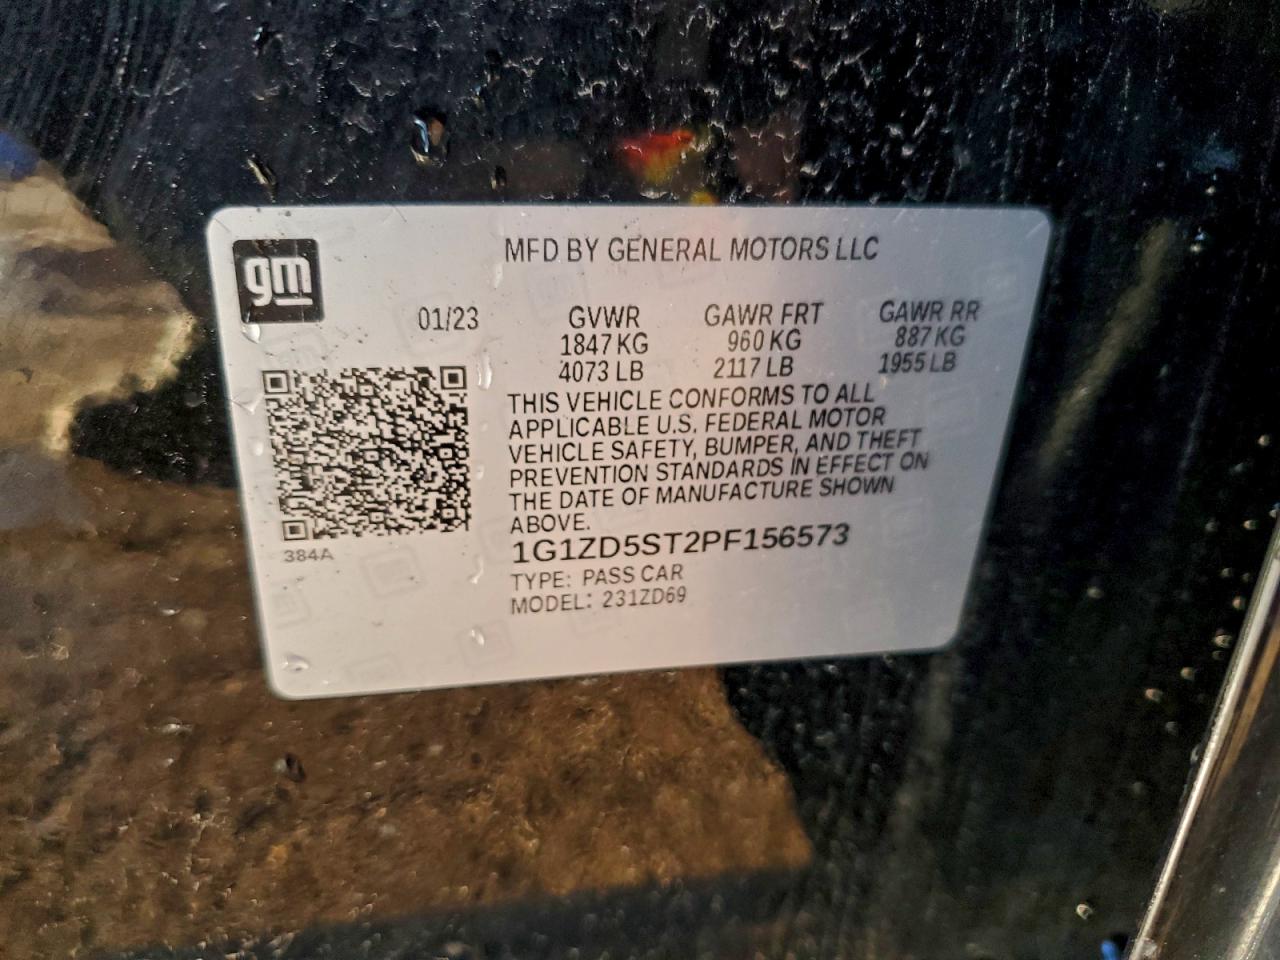 gm
MFD BY GENERAL MOTORS LLC
01/23 GVWR GAWR FRT GAWR RR
1847 KG 960 KG 887 KG
4073 LB 2117 LB 1955 LB
THIS VEHICLE CONFORMS TO ALL
APPLICABLE U.S. FEDERAL MOTOR
VEHICLE SAFETY, BUMPER, AND THEFT
PREVENTION STANDARDS IN EFFECT ON
THE DATE OF MANUFACTURE SHOWN
ABOVE.
384A
1G1ZD5ST2PF156573
TYPE: PASS CAR
MODEL: 231ZD69